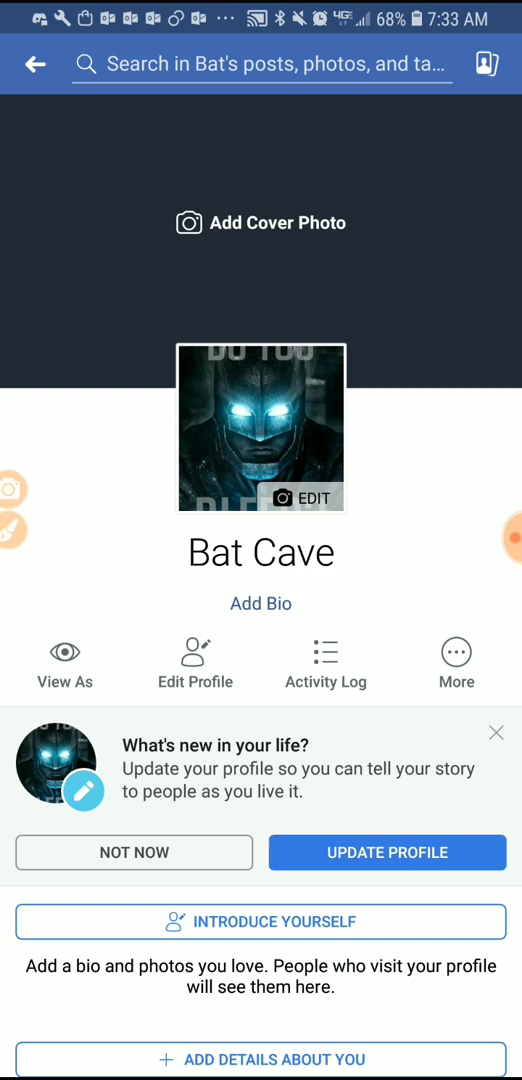 4G 68% 7:33 AM
Search in Bat's posts, photos, and ta...
Add Cover Photo
DO YOU
EDIT
Bat Cave
Add Bio
View As
Edit Profile
Activity Log
More
What's new in your life?
Update your profile so you can tell your story
to people as you live it.
NOT NOW
UPDATE PROFILE
INTRODUCE YOURSELF
Add a bio and photos you love. People who visit your profile
will see them here.
+ ADD DETAILS ABOUT YOU